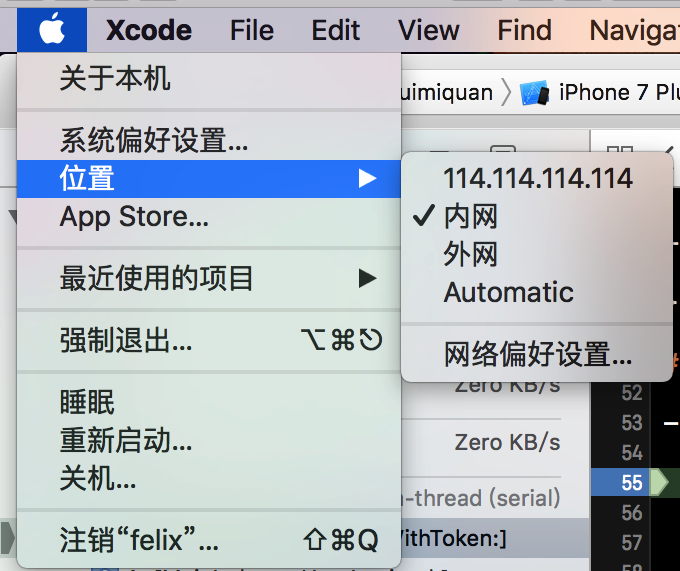 Xcode File Edit View Find Naviga
关于本机
uimiquan iPhone 7 Plu
系统偏好设置...
位置
App Store...
最近使用的项目
强制退出... ⌥⌘⎋
睡眠
重新启动...
关机...
注销“felix”... ⇧⌘Q
114.114.114.114
✓内网
外网
Automatic
网络偏好设置...
Zero KB/s
Zero KB/s
-thread (serial)
VithToken:]
52
53
54
55
56
57